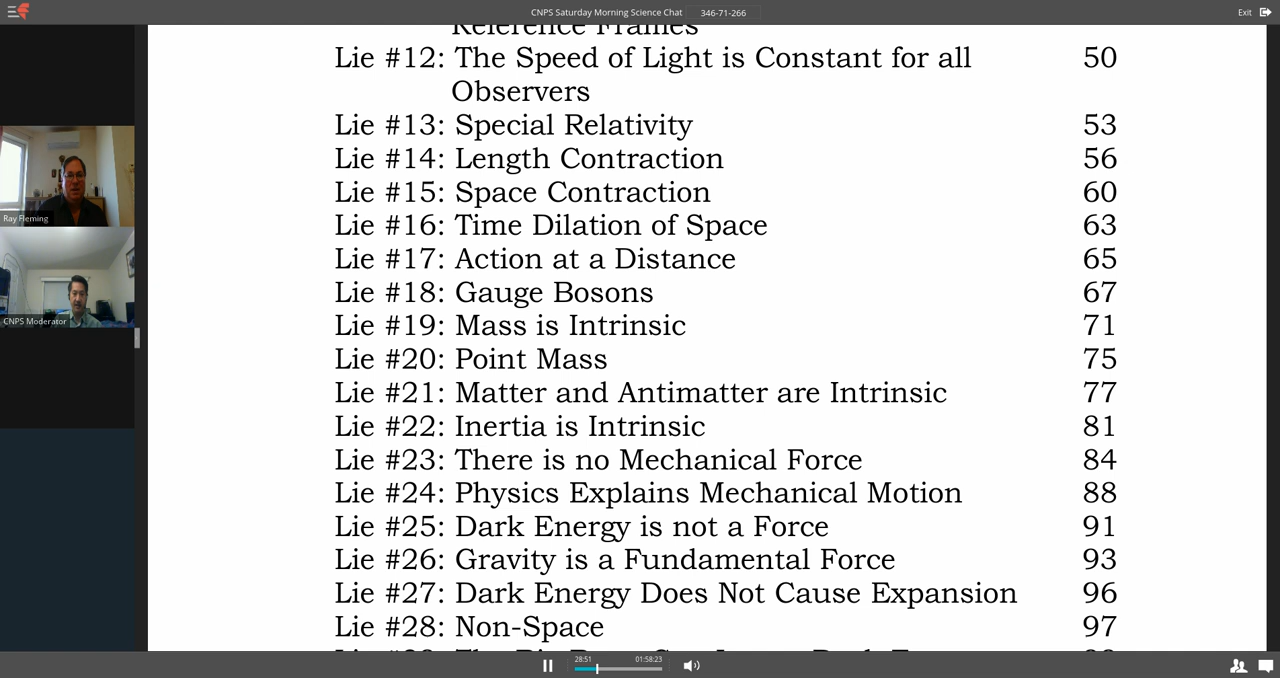 CNPS Saturday Morning Science Chat 346-71-266 Exit
Reference Frames
Lie #12: The Speed of Light is Constant for all 50
Observers
Lie #13: Special Relativity 53
Lie #14: Length Contraction 56
Lie #15: Space Contraction 60
Lie #16: Time Dilation of Space 63
Lie #17: Action at a Distance 65
Lie #18: Gauge Bosons 67
Lie #19: Mass is Intrinsic 71
Lie #20: Point Mass 75
Lie #21: Matter and Antimatter are Intrinsic 77
Lie #22: Inertia is Intrinsic 81
Lie #23: There is no Mechanical Force 84
Lie #24: Physics Explains Mechanical Motion 88
Lie #25: Dark Energy is not a Force 91
Lie #26: Gravity is a Fundamental Force 93
Lie #27: Dark Energy Does Not Cause Expansion 96
Lie #28: Non-Space 97
Ray Fleming
CNPS Moderator
28:51 01:58:23